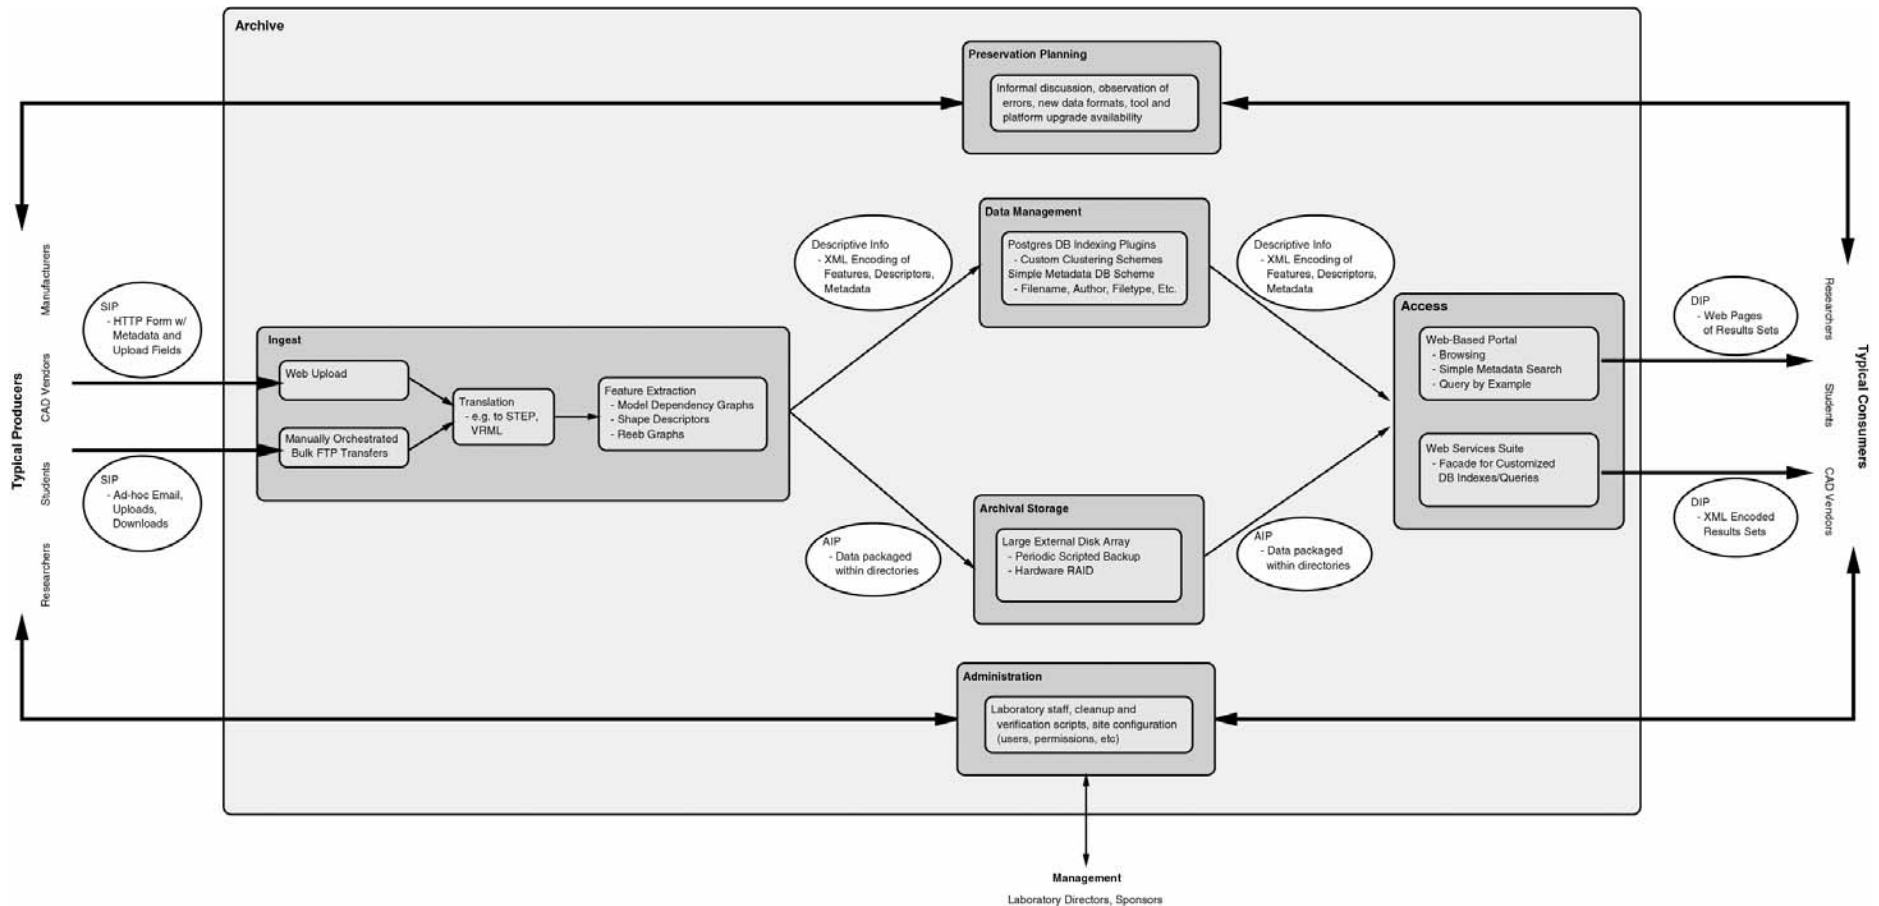 Archive
Preservation Planning
Informal discussion, observation of
errors, new data formats, tool and
platform upgrade availability
Typical Producers
Manufacturers
CAD Vendors
Students
Researchers
SIP
- HTTP Form w/
Metadata and
Upload Fields
SIP
- Ad-hoc Email,
Uploads,
Downloads
Ingest
Web Upload
Manually Orchestrated
Bulk FTP Transfers
Translation
- e.g. to STEP,
VRML
Feature Extraction
- Model Dependency Graphs
- Shape Descriptors
- Reeb Graphs
Descriptive Info
- XML Encoding of
Features, Descriptors,
Metadata
AIP
- Data packaged
within directories
Data Management
Postgres DB Indexing Plugins
- Custom Clustering Schemes
Simple Metadata DB Scheme
- Filename, Author, Filetype, Etc.
Archival Storage
Large External Disk Array
- Periodic Scripted Backup
- Hardware RAID
Descriptive Info
- XML Encoding of
Features, Descriptors,
Metadata
AIP
- Data packaged
within directories
Access
Web-Based Portal
- Browsing
- Simple Metadata Search
- Query by Example
Web Services Suite
- Facade for Customized
DB Indexes/Queries
DIP
- Web Pages
of Results Sets
DIP
- XML Encoded
Results Sets
Researchers
Students
CAD Vendors
Typical Consumers
Administration
Laboratory staff, cleanup and
verification scripts, site configuration
(users, permissions, etc)
Management
Laboratory Directors, Sponsors